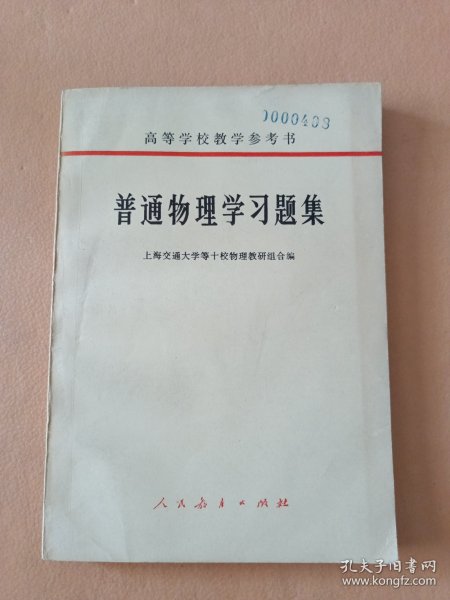 0000403
高等学校教学参考书
普通物理学习题集
上海交通大学等十校物理教研组合编
人民教育出版社
孔夫子旧书网
www.kongfz.com